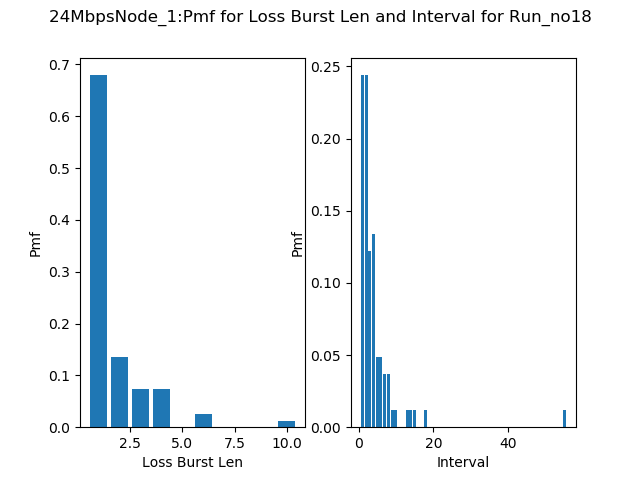 24MbpsNode_1:Pmf for Loss Burst Len and Interval for Run_no18
0.7
0.6
0.5
0.4
0.3
0.2
0.1
0.0
Pmf
2.5 5.0 7.5 10.0
Loss Burst Len
0.25
0.20
0.15
0.10
0.05
0.00
Pmf
0 20 40
Interval